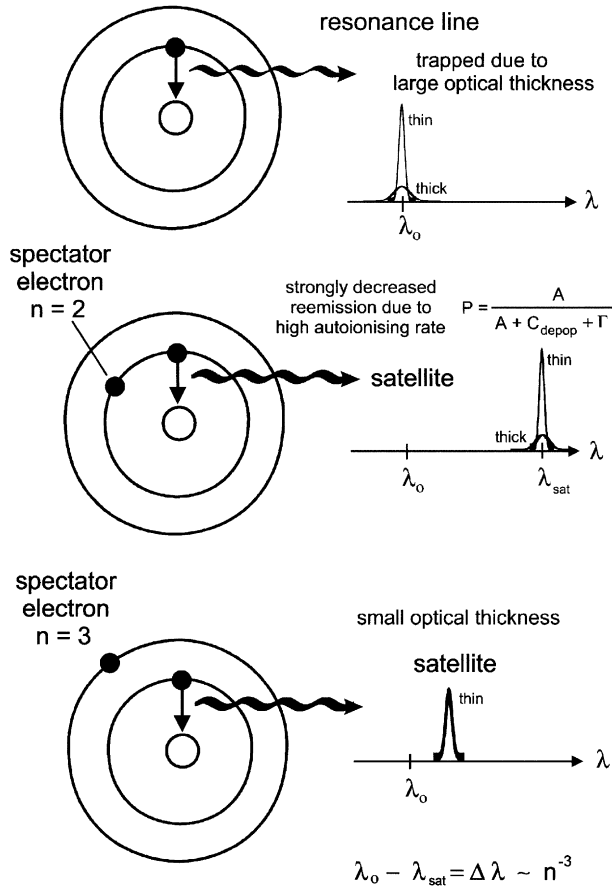 resonance line
trapped due to
large optical thickness
thin
thick
λ
λo
spectator
electron
n = 2
strongly decreased
reemission due to
high autoionising rate
P = A / (A + Cdepop + Γ)
satellite
thin
thick
λ
λo
λsat
spectator
electron
n = 3
small optical thickness
satellite
thin
λ
λo
λo − λsat = Δ λ ~ n-3